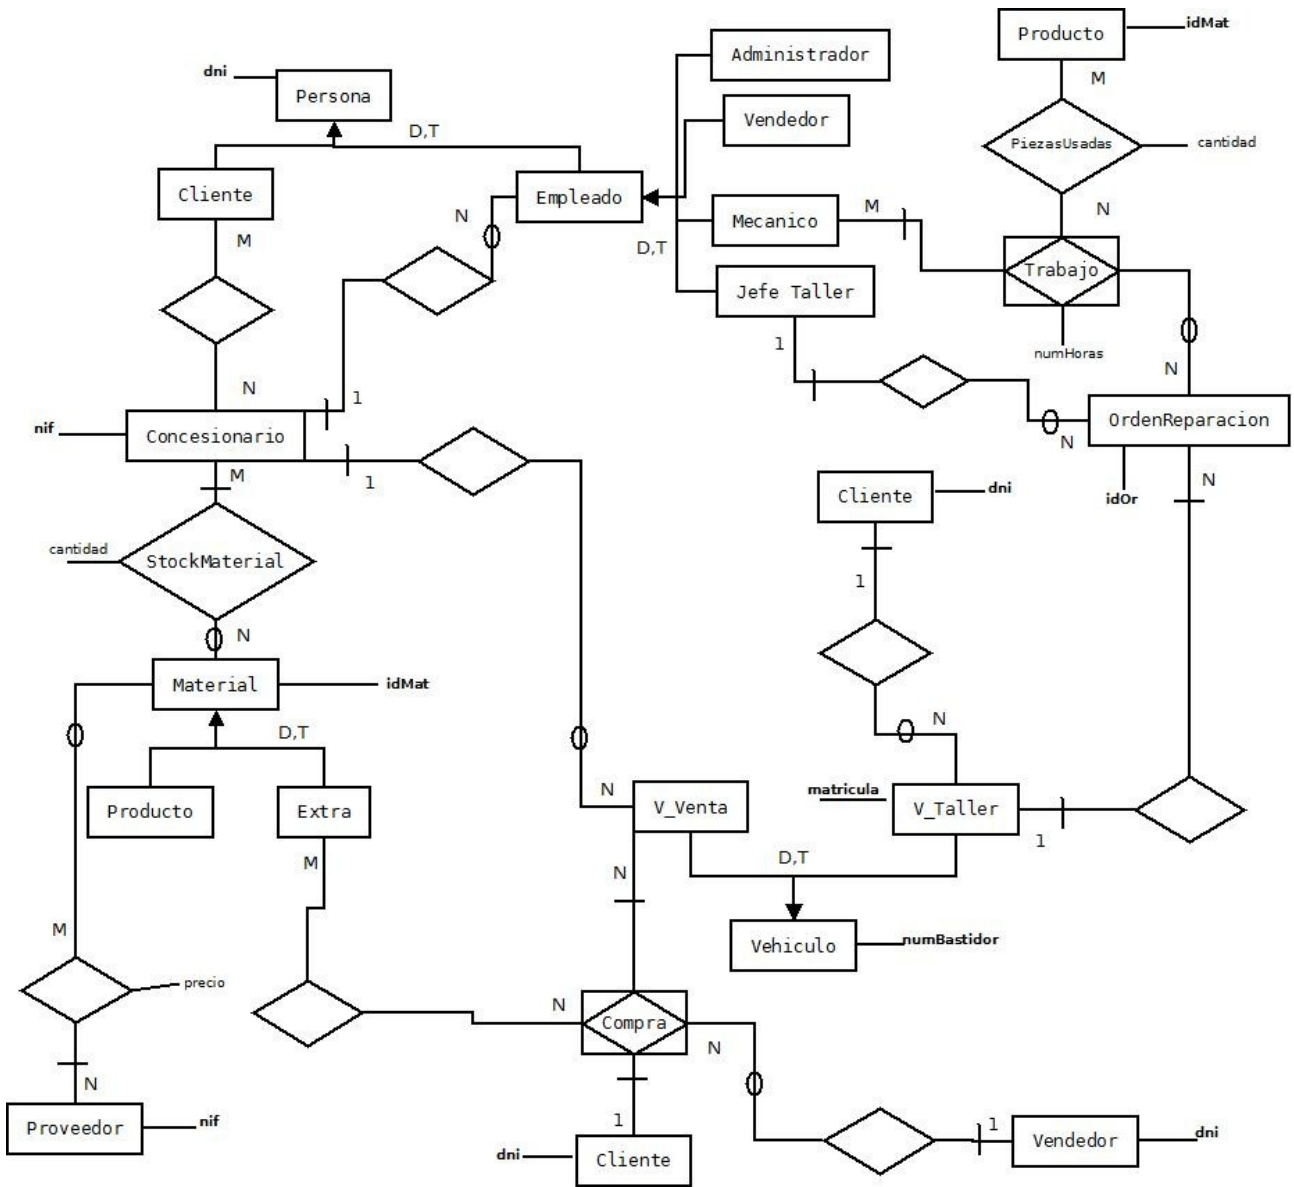 Producto
idMat
M
PiezasUsadas
cantidad
N
Administrador
Vendedor
dni
Persona
D,T
Cliente
M
Empleado
N
Mecanico
M
D,T
Jefe Taller
1
Trabajo
numHoras
N
OrdenReparacion
N
idOr
N
N
1
nif
Concesionario
M
1
cantidad
StockMaterial
N
Cliente
dni
1
N
Material
idMat
D,T
Producto
Extra
M
N
V_Venta
N
matricula
V_Taller
1
D,T
Vehiculo
numBastidor
M
precio
N
Compra
N
N
Proveedor
nif
1
dni
Cliente
1
Vendedor
dni